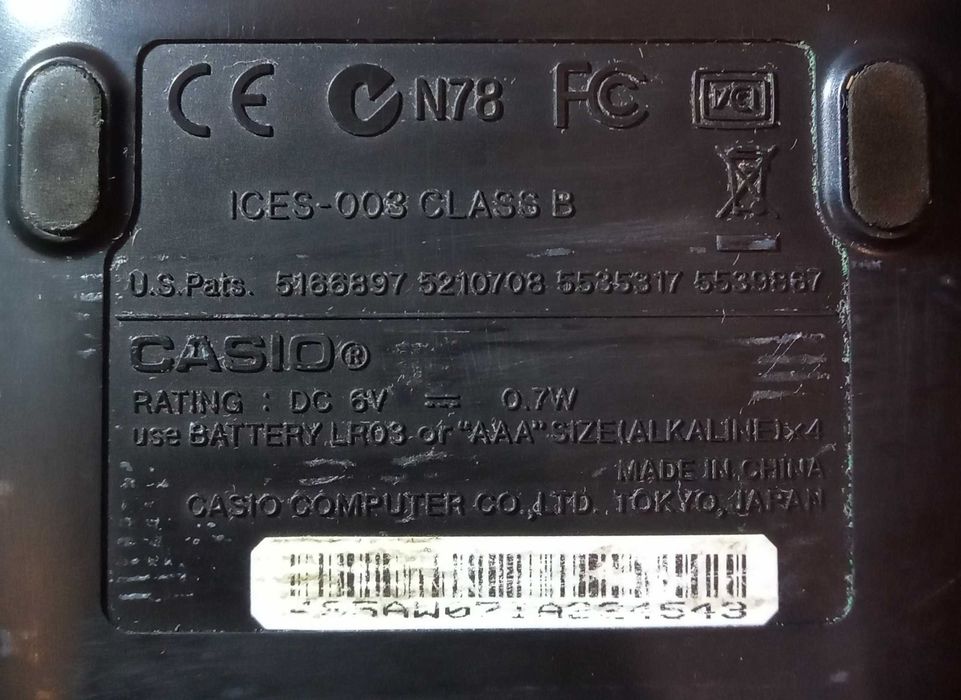 CE N78 FC VCI
ICES-003 CLASS B
U.S.Pats. 5166897 5210708 5535317 5539867
CASIO®
RATING : DC 6V ⎓ 0.7W
use BATTERY LR03 or "AAA" SIZE(ALKALINE)x4
MADE IN CHINA
CASIO COMPUTER CO.,LTD. TOKYO, JAPAN